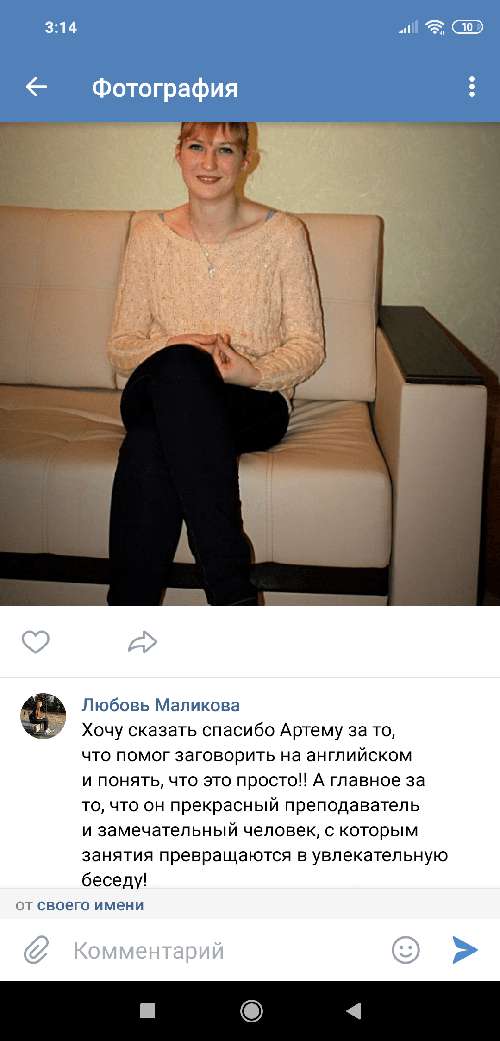 3:14
10
Фотография
Любовь Маликова
Хочу сказать спасибо Артему за то,
что помог заговорить на английском
и понять, что это просто!! А главное за
то, что он прекрасный преподаватель
и замечательный человек, с которым
занятия превращаются в увлекательную
беседу!
от своего имени
Комментарий